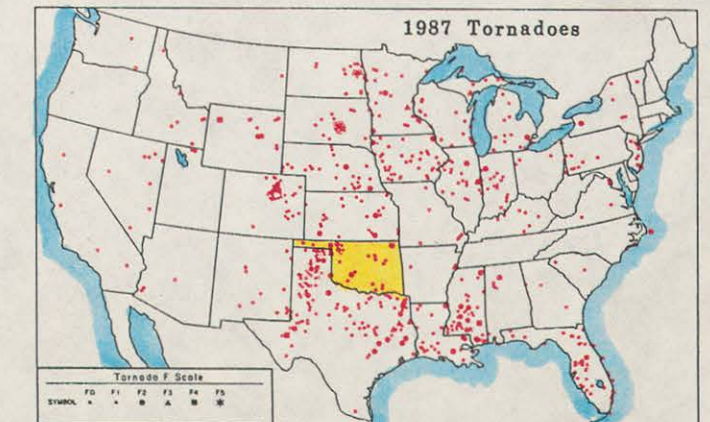 1987 Tornadoes
Tornado F Scale
F0 F1 F2 F3 F4 F5
SYMBOL